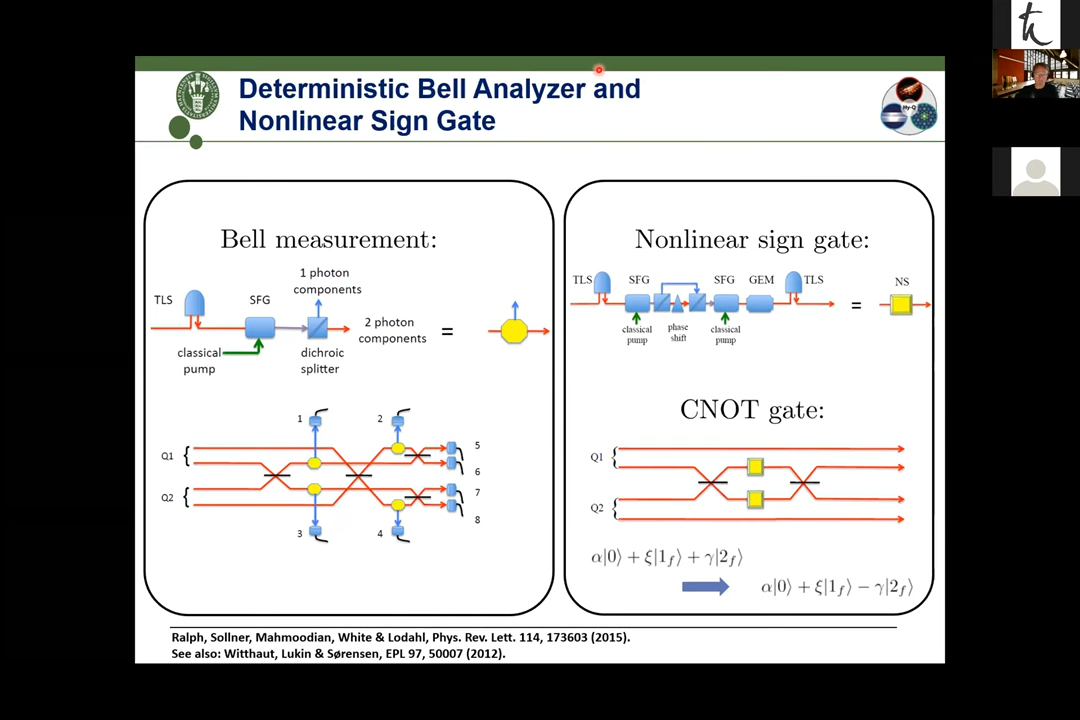 Deterministic Bell Analyzer and
Nonlinear Sign Gate
Hy-Q
Bell measurement:
TLS
SFG
1 photon
components
2 photon
components
=
classical
pump
dichroic
splitter
1
2
Q1
Q2
5
6
7
8
3
4
Nonlinear sign gate:
TLS
SFG
SFG
GEM
TLS
NS
=
classical
pump
phase
shift
classical
pump
CNOT gate:
Q1
Q2
α|0⟩ + ξ|1_f⟩ + γ|2_f⟩
α|0⟩ + ξ|1_f⟩ − γ|2_f⟩
Ralph, Sollner, Mahmoodian, White & Lodahl, Phys. Rev. Lett. 114, 173603 (2015).
See also: Witthaut, Lukin & Sørensen, EPL 97, 50007 (2012).